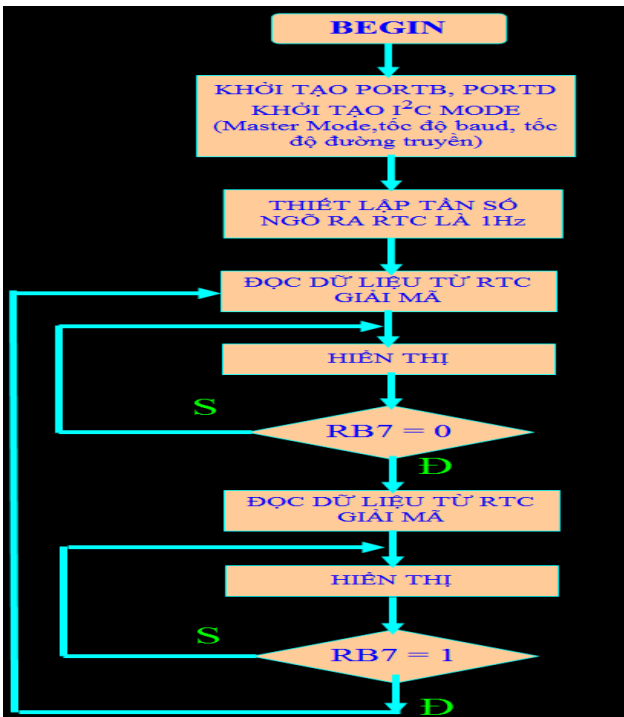 BEGIN
KHỞI TẠO PORTB, PORTD
KHỞI TẠO I²C MODE
(Master Mode,tốc độ baud, tốc
độ đường truyền)
THIẾT LẬP TẦN SỐ
NGÕ RA RTC LÀ 1Hz
ĐỌC DỮ LIỆU TỪ RTC
GIẢI MÃ
HIỂN THỊ
S
RB7 = 0
Đ
ĐỌC DỮ LIỆU TỪ RTC
GIẢI MÃ
HIỂN THỊ
S
RB7 = 1
Đ